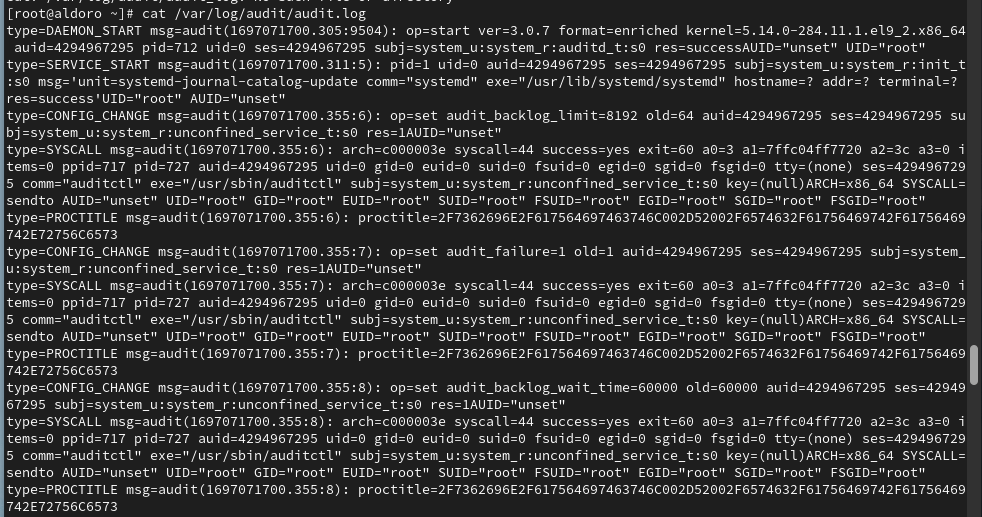 [root@aldoro ~]# cat /var/log/audit/audit.log
type=DAEMON_START msg=audit(1697071700.305:9504): op=start ver=3.0.7 format=enriched kernel=5.14.0-284.11.1.el9_2.x86_64
 auid=4294967295 pid=712 uid=0 ses=4294967295 subj=system_u:system_r:auditd_t:s0 res=successAUID="unset" UID="root"
type=SERVICE_START msg=audit(1697071700.311:5): pid=1 uid=0 auid=4294967295 ses=4294967295 subj=system_u:system_r:init_t
:s0 msg='unit=systemd-journal-catalog-update comm="systemd" exe="/usr/lib/systemd/systemd" hostname=? addr=? terminal=?
res=success'UID="root" AUID="unset"
type=CONFIG_CHANGE msg=audit(1697071700.355:6): op=set audit_backlog_limit=8192 old=64 auid=4294967295 ses=4294967295 su
bj=system_u:system_r:unconfined_service_t:s0 res=1AUID="unset"
type=SYSCALL msg=audit(1697071700.355:6): arch=c000003e syscall=44 success=yes exit=60 a0=3 a1=7ffc04ff7720 a2=3c a3=0 i
tems=0 ppid=717 pid=727 auid=4294967295 uid=0 gid=0 euid=0 suid=0 fsuid=0 egid=0 sgid=0 fsgid=0 tty=(none) ses=429496729
5 comm="auditctl" exe="/usr/sbin/auditctl" subj=system_u:system_r:unconfined_service_t:s0 key=(null)ARCH=x86_64 SYSCALL=
sendto AUID="unset" UID="root" GID="root" EUID="root" SUID="root" FSUID="root" EGID="root" SGID="root" FSGID="root"
type=PROCTITLE msg=audit(1697071700.355:6): proctitle=2F7362696E2F617564697463746C002D52002F6574632F61756469742F61756469
742E72756C6573
type=CONFIG_CHANGE msg=audit(1697071700.355:7): op=set audit_failure=1 old=1 auid=4294967295 ses=4294967295 subj=system_
u:system_r:unconfined_service_t:s0 res=1AUID="unset"
type=SYSCALL msg=audit(1697071700.355:7): arch=c000003e syscall=44 success=yes exit=60 a0=3 a1=7ffc04ff7720 a2=3c a3=0 i
tems=0 ppid=717 pid=727 auid=4294967295 uid=0 gid=0 euid=0 suid=0 fsuid=0 egid=0 sgid=0 fsgid=0 tty=(none) ses=429496729
5 comm="auditctl" exe="/usr/sbin/auditctl" subj=system_u:system_r:unconfined_service_t:s0 key=(null)ARCH=x86_64 SYSCALL=
sendto AUID="unset" UID="root" GID="root" EUID="root" SUID="root" FSUID="root" EGID="root" SGID="root" FSGID="root"
type=PROCTITLE msg=audit(1697071700.355:7): proctitle=2F7362696E2F617564697463746C002D52002F6574632F61756469742F61756469
742E72756C6573
type=CONFIG_CHANGE msg=audit(1697071700.355:8): op=set audit_backlog_wait_time=60000 old=60000 auid=4294967295 ses=42949
67295 subj=system_u:system_r:unconfined_service_t:s0 res=1AUID="unset"
type=SYSCALL msg=audit(1697071700.355:8): arch=c000003e syscall=44 success=yes exit=60 a0=3 a1=7ffc04ff7720 a2=3c a3=0 i
tems=0 ppid=717 pid=727 auid=4294967295 uid=0 gid=0 euid=0 suid=0 fsuid=0 egid=0 sgid=0 fsgid=0 tty=(none) ses=429496729
5 comm="auditctl" exe="/usr/sbin/auditctl" subj=system_u:system_r:unconfined_service_t:s0 key=(null)ARCH=x86_64 SYSCALL=
sendto AUID="unset" UID="root" GID="root" EUID="root" SUID="root" FSUID="root" EGID="root" SGID="root" FSGID="root"
type=PROCTITLE msg=audit(1697071700.355:8): proctitle=2F7362696E2F617564697463746C002D52002F6574632F61756469742F61756469
742E72756C6573